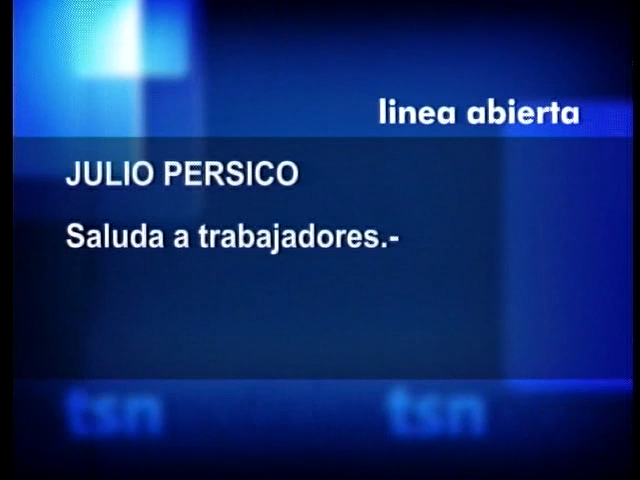 linea abierta
JULIO PERSICO
Saluda a trabajadores.-
tsn tsn